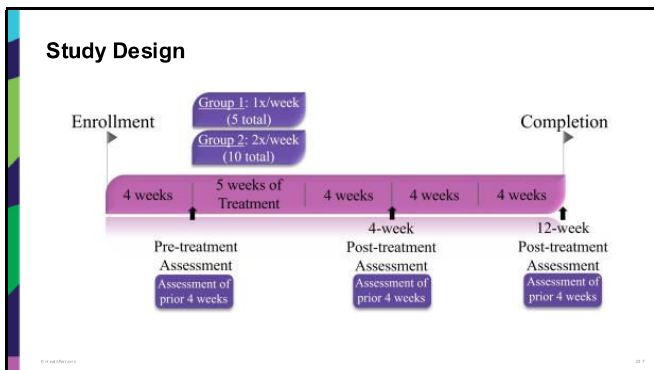 Study Design
Group 1: 1x/week
(5 total)
Group 2: 2x/week
(10 total)
Enrollment
Completion
4 weeks
5 weeks of
Treatment
4 weeks
4 weeks
4 weeks
Pre-treatment
Assessment
Assessment of
prior 4 weeks
4-week
Post-treatment
Assessment
Assessment of
prior 4 weeks
12-week
Post-treatment
Assessment
Assessment of
prior 4 weeks